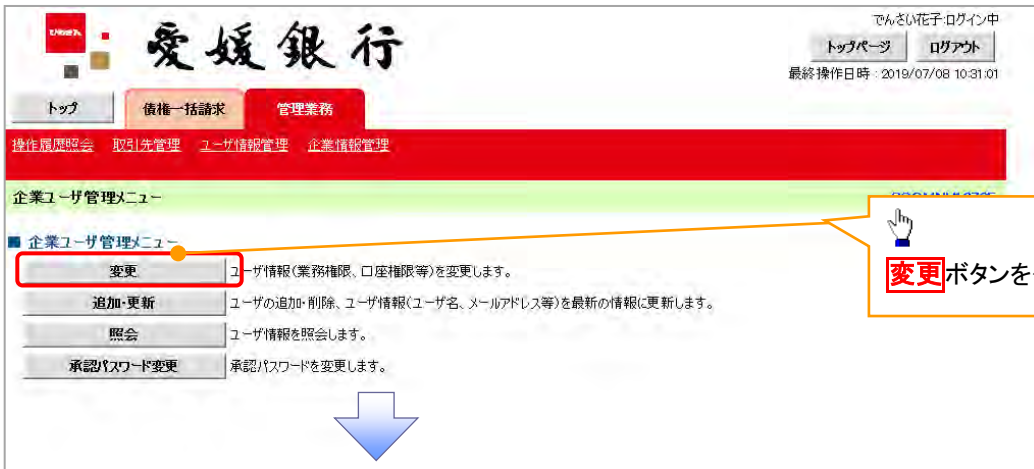 ひめぎん
愛媛銀行
でんさい花子:ログイン中
トップページ ログアウト
最終操作日時:2019/07/08 10:31:01
トップ 債権一括請求 管理業務
操作履歴照会 取引先管理 ユーザ情報管理 企業情報管理
企業ユーザ管理メニュー
■ 企業ユーザ管理メニュー
変更 ユーザ情報(業務権限、口座権限等)を変更します。
追加・更新 ユーザの追加・削除、ユーザ情報(ユーザ名、メールアドレス等)を最新の情報に更新します。
照会 ユーザ情報を照会します。
承認パスワード変更 承認パスワードを変更します。
変更ボタンを